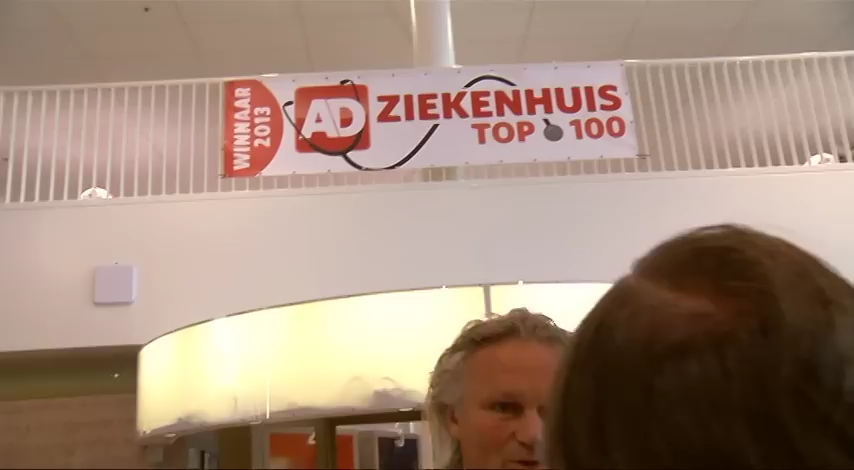 WINNAAR
2013
AD
ZIEKENHUIS
TOP 100